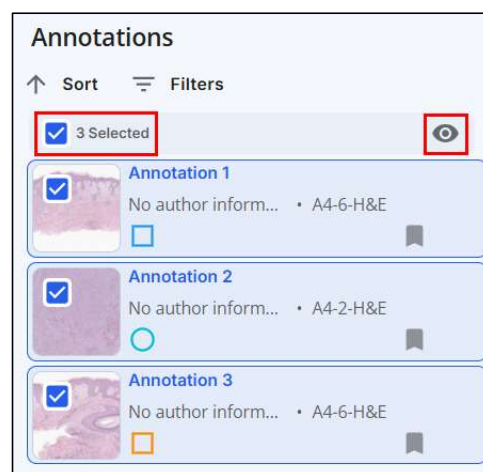 Annotations
Sort Filters
3 Selected
Annotation 1
No author inform... • A4-6-H&E
Annotation 2
No author inform... • A4-2-H&E
Annotation 3
No author inform... • A4-6-H&E